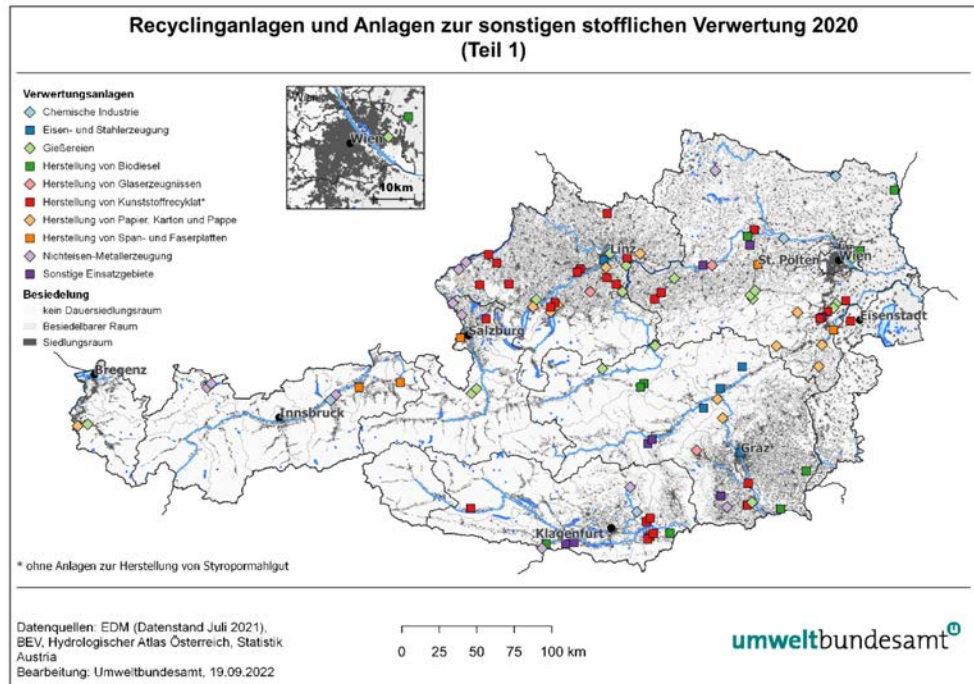 Recyclinganlagen und Anlagen zur sonstigen stofflichen Verwertung 2020
(Teil 1)
Verwertungsanlagen
Chemische Industrie
Eisen- und Stahlerzeugung
Gießereien
Herstellung von Biodiesel
Herstellung von Glaserzeugnissen
Herstellung von Kunststoffrecyklat*
Herstellung von Papier, Karton und Pappe
Herstellung von Span- und Faserplatten
Nichteisen-Metallerzeugung
Sonstige Einsatzgebiete
Besiedelung
kein Dauersiedlungsraum
Besiedelbarer Raum
Siedlungsraum
Wien
10km
Linz
St. Pölten
Wien
Eisenstadt
Salzburg
Bregenz
Innsbruck
Graz
Klagenfurt
* ohne Anlagen zur Herstellung von Styropormahlgut
Datenquellen: EDM (Datenstand Juli 2021),
BEV, Hydrologischer Atlas Österreich, Statistik
Austria
Bearbeitung: Umweltbundesamt, 19.09.2022
0 25 50 75 100 km
umweltbundesamt u